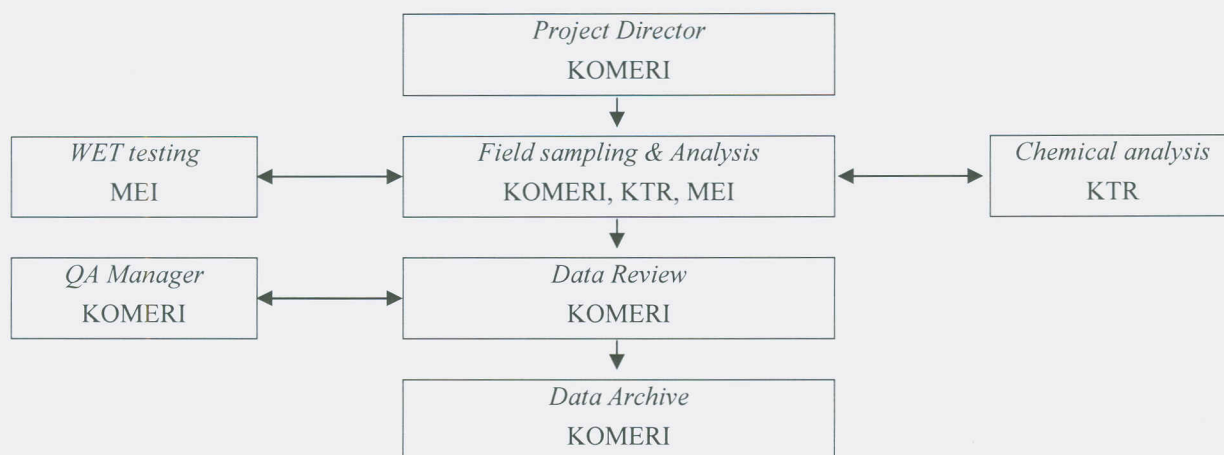 Project Director
KOMERI
WET testing
MEI
Field sampling & Analysis
KOMERI, KTR, MEI
Chemical analysis
KTR
QA Manager
KOMERI
Data Review
KOMERI
Data Archive
KOMERI